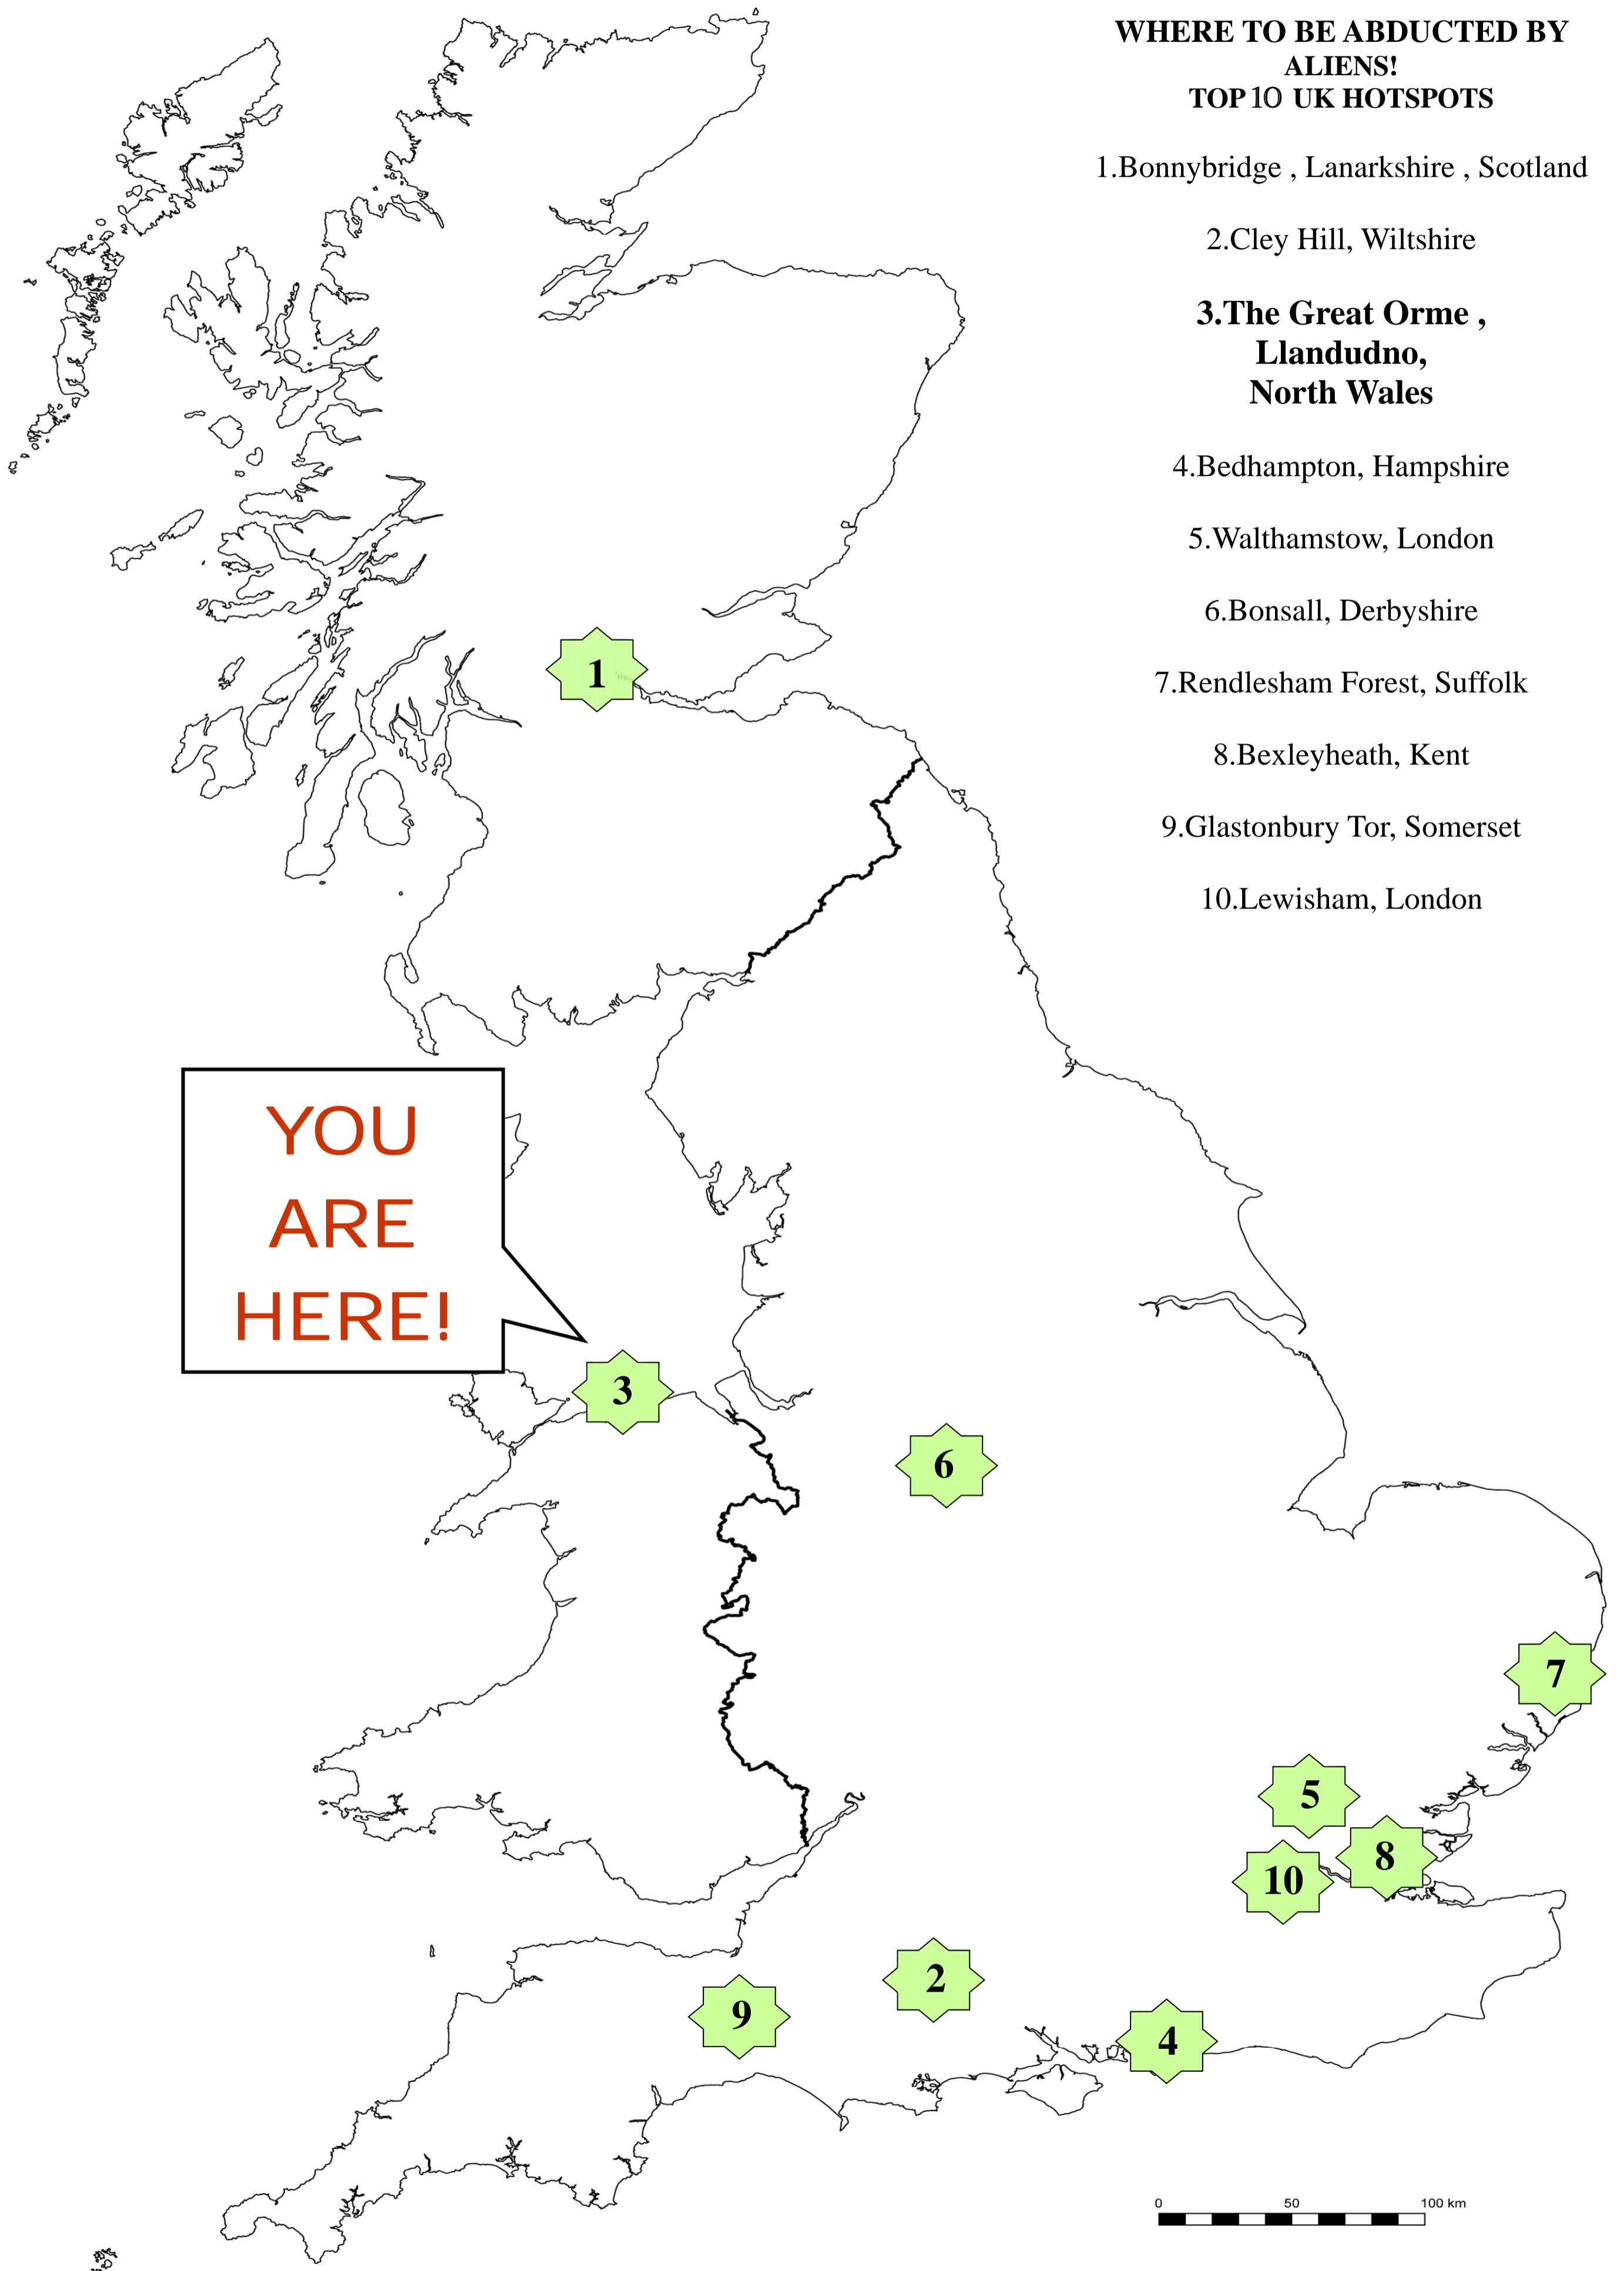 WHERE TO BE ABDUCTED BY
ALIENS!
TOP 10 UK HOTSPOTS
1.Bonnybridge , Lanarkshire , Scotland
2.Cley Hill, Wiltshire
3.The Great Orme ,
Llandudno,
North Wales
4.Bedhampton, Hampshire
5.Walthamstow, London
6.Bonsall, Derbyshire
7.Rendlesham Forest, Suffolk
8.Bexleyheath, Kent
9.Glastonbury Tor, Somerset
10.Lewisham, London
1
YOU
ARE
HERE!
3
6
7
5
8
10
2
9
4
0 50 100 km